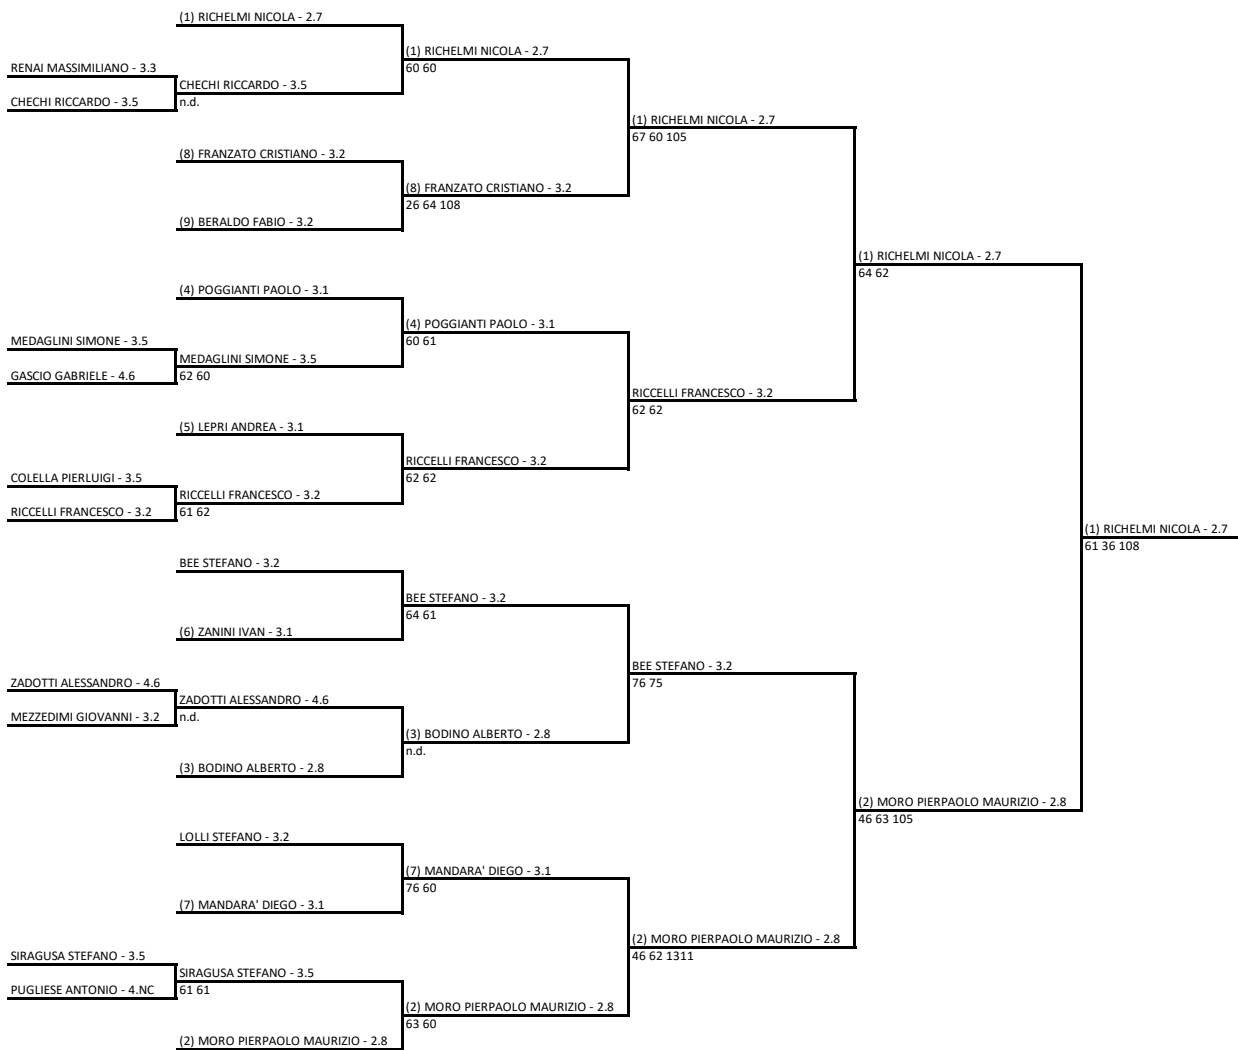 (1) RICHELMI NICOLA - 2.7
(1) RICHELMI NICOLA - 2.7
RENAI MASSIMILIANO - 3.3
60 60
CHECHI RICCARDO - 3.5
CHECHI RICCARDO - 3.5
n.d.
(1) RICHELMI NICOLA - 2.7
67 60 105
(8) FRANZATO CRISTIANO - 3.2
(8) FRANZATO CRISTIANO - 3.2
26 64 108
(9) BERALDO FABIO - 3.2
(1) RICHELMI NICOLA - 2.7
64 62
(4) POGGIANTI PAOLO - 3.1
(4) POGGIANTI PAOLO - 3.1
MEDAGLINI SIMONE - 3.5
60 61
MEDAGLINI SIMONE - 3.5
GASCIO GABRIELE - 4.6
62 60
RICCELLI FRANCESCO - 3.2
62 62
(5) LEPRI ANDREA - 3.1
RICCELLI FRANCESCO - 3.2
COLELLA PIERLUIGI - 3.5
62 62
RICCELLI FRANCESCO - 3.2
RICCELLI FRANCESCO - 3.2
61 62
(1) RICHELMI NICOLA - 2.7
61 36 108
BEE STEFANO - 3.2
BEE STEFANO - 3.2
64 61
(6) ZANINI IVAN - 3.1
BEE STEFANO - 3.2
76 75
ZADOTTI ALESSANDRO - 4.6
ZADOTTI ALESSANDRO - 4.6
MEZZEDIMI GIOVANNI - 3.2
n.d.
(3) BODINO ALBERTO - 2.8
n.d.
(3) BODINO ALBERTO - 2.8
(2) MORO PIERPAOLO MAURIZIO - 2.8
46 63 105
LOLLI STEFANO - 3.2
(7) MANDARA' DIEGO - 3.1
76 60
(7) MANDARA' DIEGO - 3.1
(2) MORO PIERPAOLO MAURIZIO - 2.8
46 62 1311
SIRAGUSA STEFANO - 3.5
SIRAGUSA STEFANO - 3.5
PUGLIESE ANTONIO - 4.NC
61 61
(2) MORO PIERPAOLO MAURIZIO - 2.8
63 60
(2) MORO PIERPAOLO MAURIZIO - 2.8